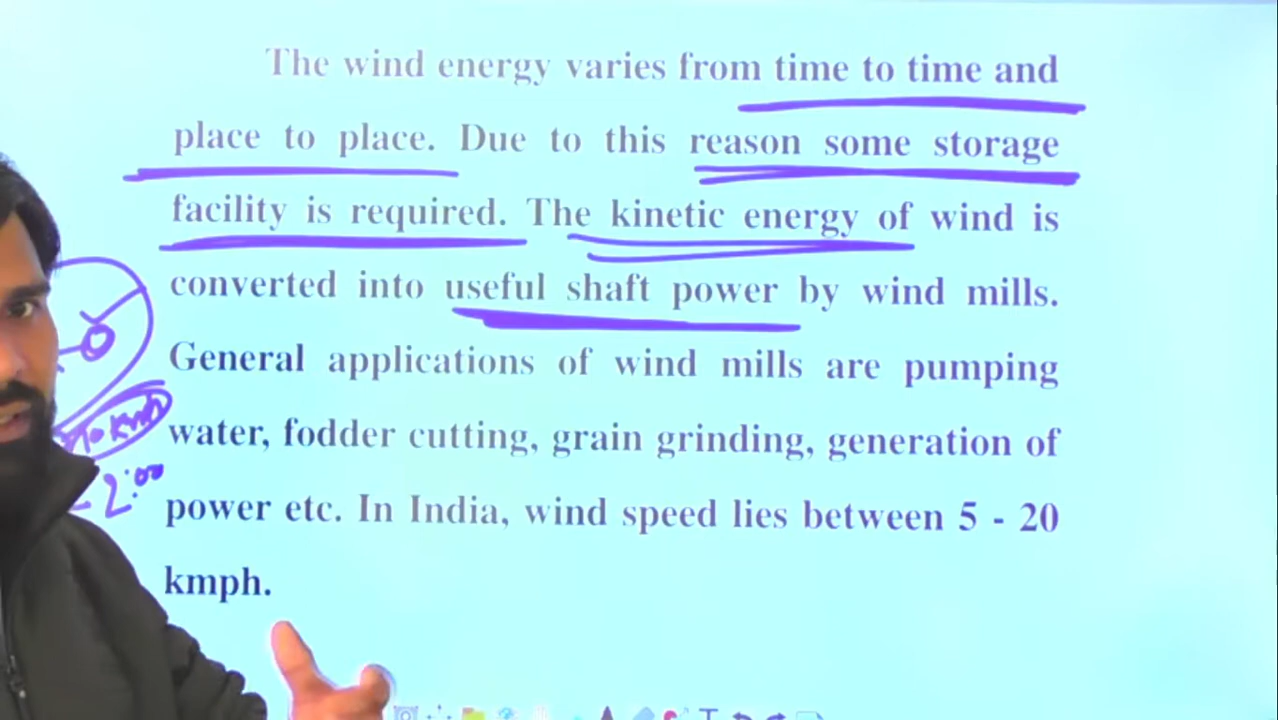 The wind energy varies from time to time and
place to place. Due to this reason some storage
facility is required. The kinetic energy of wind is
converted into useful shaft power by wind mills.
General applications of wind mills are pumping
water, fodder cutting, grain grinding, generation of
power etc. In India, wind speed lies between 5 - 20
kmph.
2:00